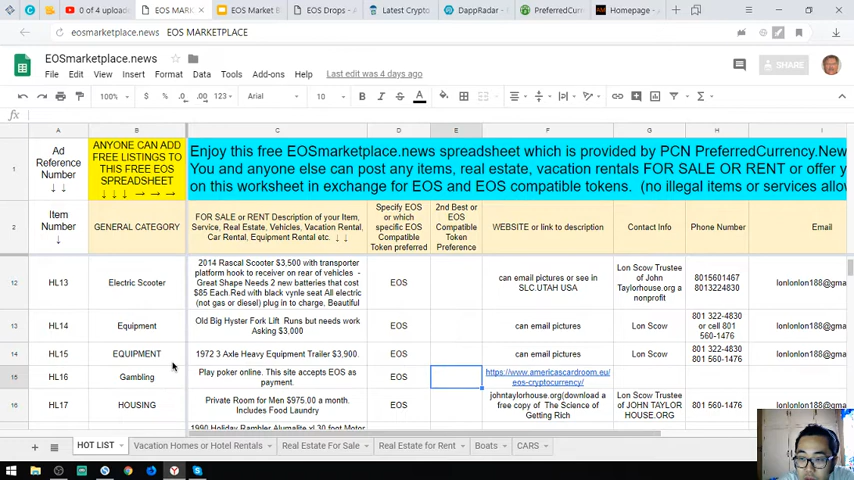 0 of 4 uploade
EOS MARK
EOS Market B
EOS Drops -
Latest Crypto
DappRadar -
PreferredCurr
Homepage -
eosmarketplace.news EOS MARKETPLACE
EOSmarketplace.news
File Edit View Insert Format Data Tools Add-ons Help Last edit was 4 days ago
SHARE
100% $ % .0 .00 123 Arial 10 B I S A
fx
A B C D E F G H I
1
Ad
Reference
Number
↓ ↓
ANYONE CAN ADD
FREE LISTINGS TO
THIS FREE EOS
SPREADSHEET
↓ ↓ ↓ → → →
Enjoy this free EOSmarketplace.news spreadsheet which is provided by PCN PreferredCurrency.New
You and anyone else can post any items, real estate, vacation rentals FOR SALE OR RENT or offer y
on this worksheet in exchange for EOS and EOS compatible tokens. (no illegal items or services allow
2
Item
Number
↓
GENERAL CATEGORY
FOR SALE or RENT Description of your Item,
Service, Real Estate, Vehicles, Vacation Rental,
Car Rental, Equipment Rental etc. ↓ ↓
Specify EOS
or which
specific EOS
Compatible
Token preferred
2nd Best or
EOS
Compatible
Token
Preference
WEBSITE or link to description
Contact Info
Phone Number
Email
12
HL13
Electric Scooter
2014 Rascal Scooter $3,500 with transporter
platform hook to receiver on rear of vehicles -
Great Shape Needs 2 new batteries that cost
$85 Each.Red with black vynle seat All electric
(not gas or diesel) plug in to charge, Beautiful
EOS
can email pictures or see in
SLC.UTAH USA
Lon Scow Trustee
of John
Taylorhouse.org a
nonprofit
8015601467
8013224830
lonlonlon188@gma
13
HL14
Equipment
Old Big Hyster Fork Lift Runs but needs work
Asking $3,000
EOS
can email pictures
Lon Scow
801 322-4830
or cell 801
560-1476
lonlonlon188@gma
14
HL15
EQUIPMENT
1972 3 Axle Heavy Equipment Trailer $3,900.
EOS
can email pictures
Lon Scow
801 322-4830
801 560-1476
lonlonlon188@gma
15
HL16
Gambling
Play poker online. This site accepts EOS as
payment.
EOS
https://www.americascardroom.eu/
eos-cryptocurrency/
16
HL17
HOUSING
Private Room for Men $975.00 a month.
Includes Food Landry
EOS
johntaylorhouse.org(download a
free copy of The Science of
Getting Rich
Lon Scow Trustee
of JOHN TAYLOR
HOUSE.ORG
801 560-1476
lonlonlon188@gma
1990 Holiday Rambler Alumalite xl 30 foot Motor
HOT LIST
Vacation Homes or Hotel Rentals
Real Estate For Sale
Real Estate for Rent
Boats
CARS